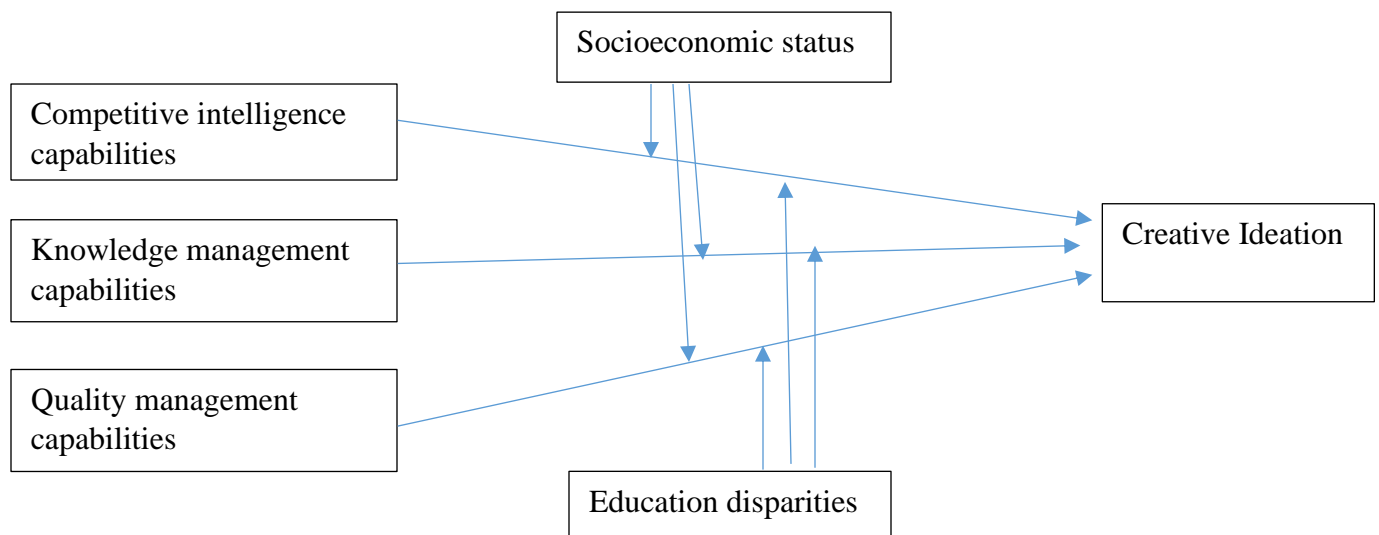 Socioeconomic status
Competitive intelligence
capabilities
Knowledge management
capabilities
Creative Ideation
Quality management
capabilities
Education disparities